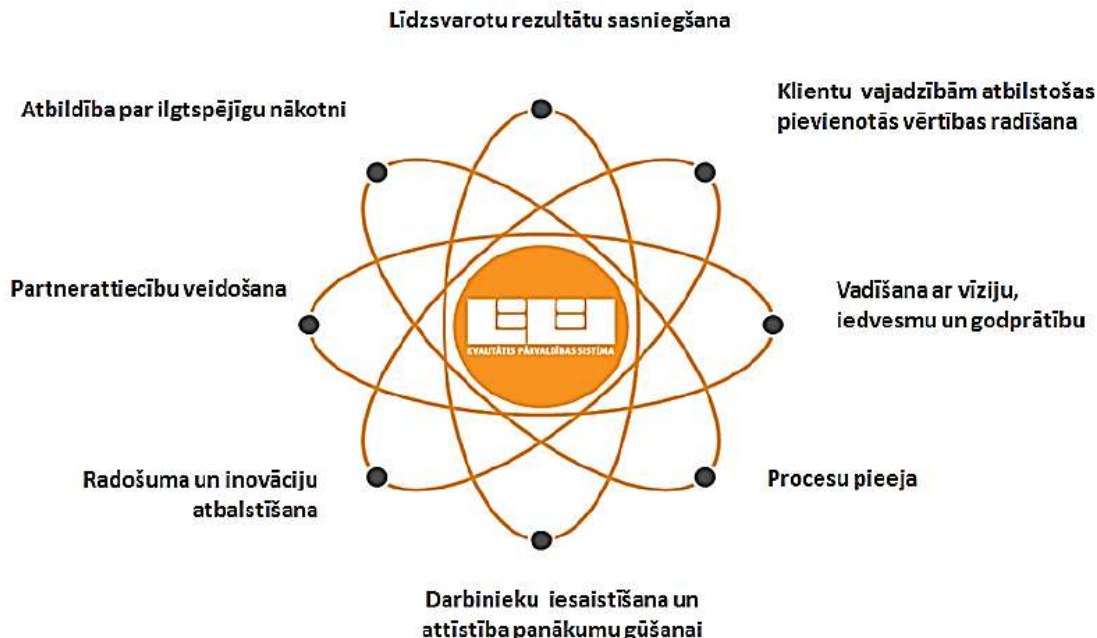 Līdzsvarotu rezultātu sasniegšana
Atbildība par ilgtspējīgu nākotni
Klientu vajadzībām atbilstošas
pievienotās vērtības radīšana
Partnerattiecību veidošana
Vadīšana ar vīziju,
iedvesmu un godprātību
KVALITĀTES PĀRVALDĪBAS SISTĒMA
Radošuma un inovāciju
atbalstīšana
Procesu pieeja
Darbinieku iesaistīšana un
attīstība panākumu gūšanai